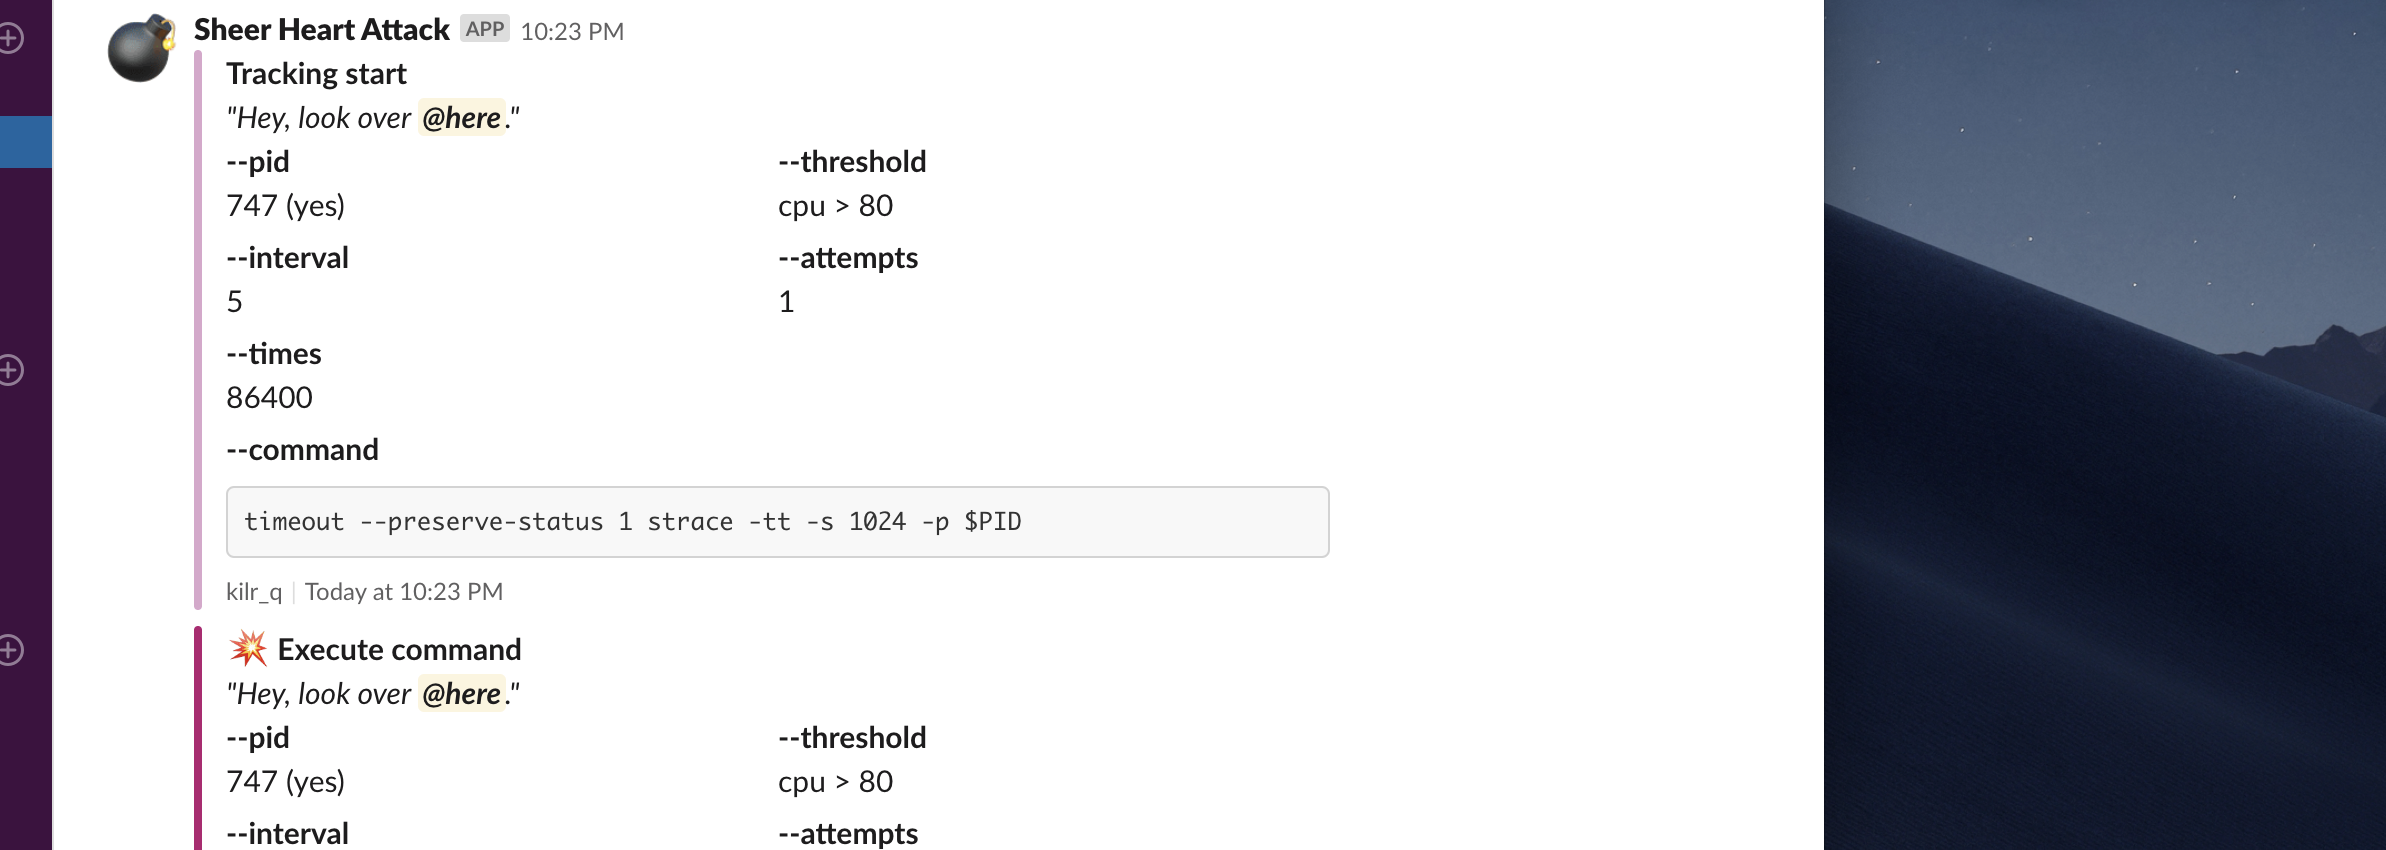 Sheer Heart Attack APP 10:23 PM
Tracking start
"Hey, look over @here."
--pid --threshold
747 (yes) cpu > 80
--interval --attempts
5 1
--times
86400
--command
timeout --preserve-status 1 strace -tt -s 1024 -p $PID
kilr_q | Today at 10:23 PM
Execute command
"Hey, look over @here."
--pid --threshold
747 (yes) cpu > 80
--interval --attempts